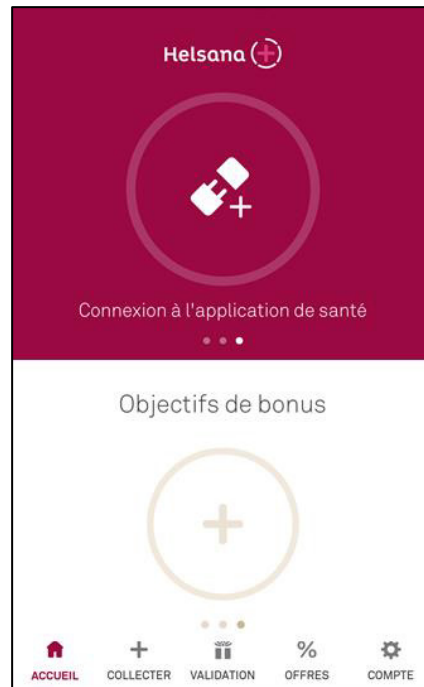 Helsana
Connexion à l'application de santé
Objectifs de bonus
ACCUEIL COLLECTER VALIDATION OFFRES COMPTE